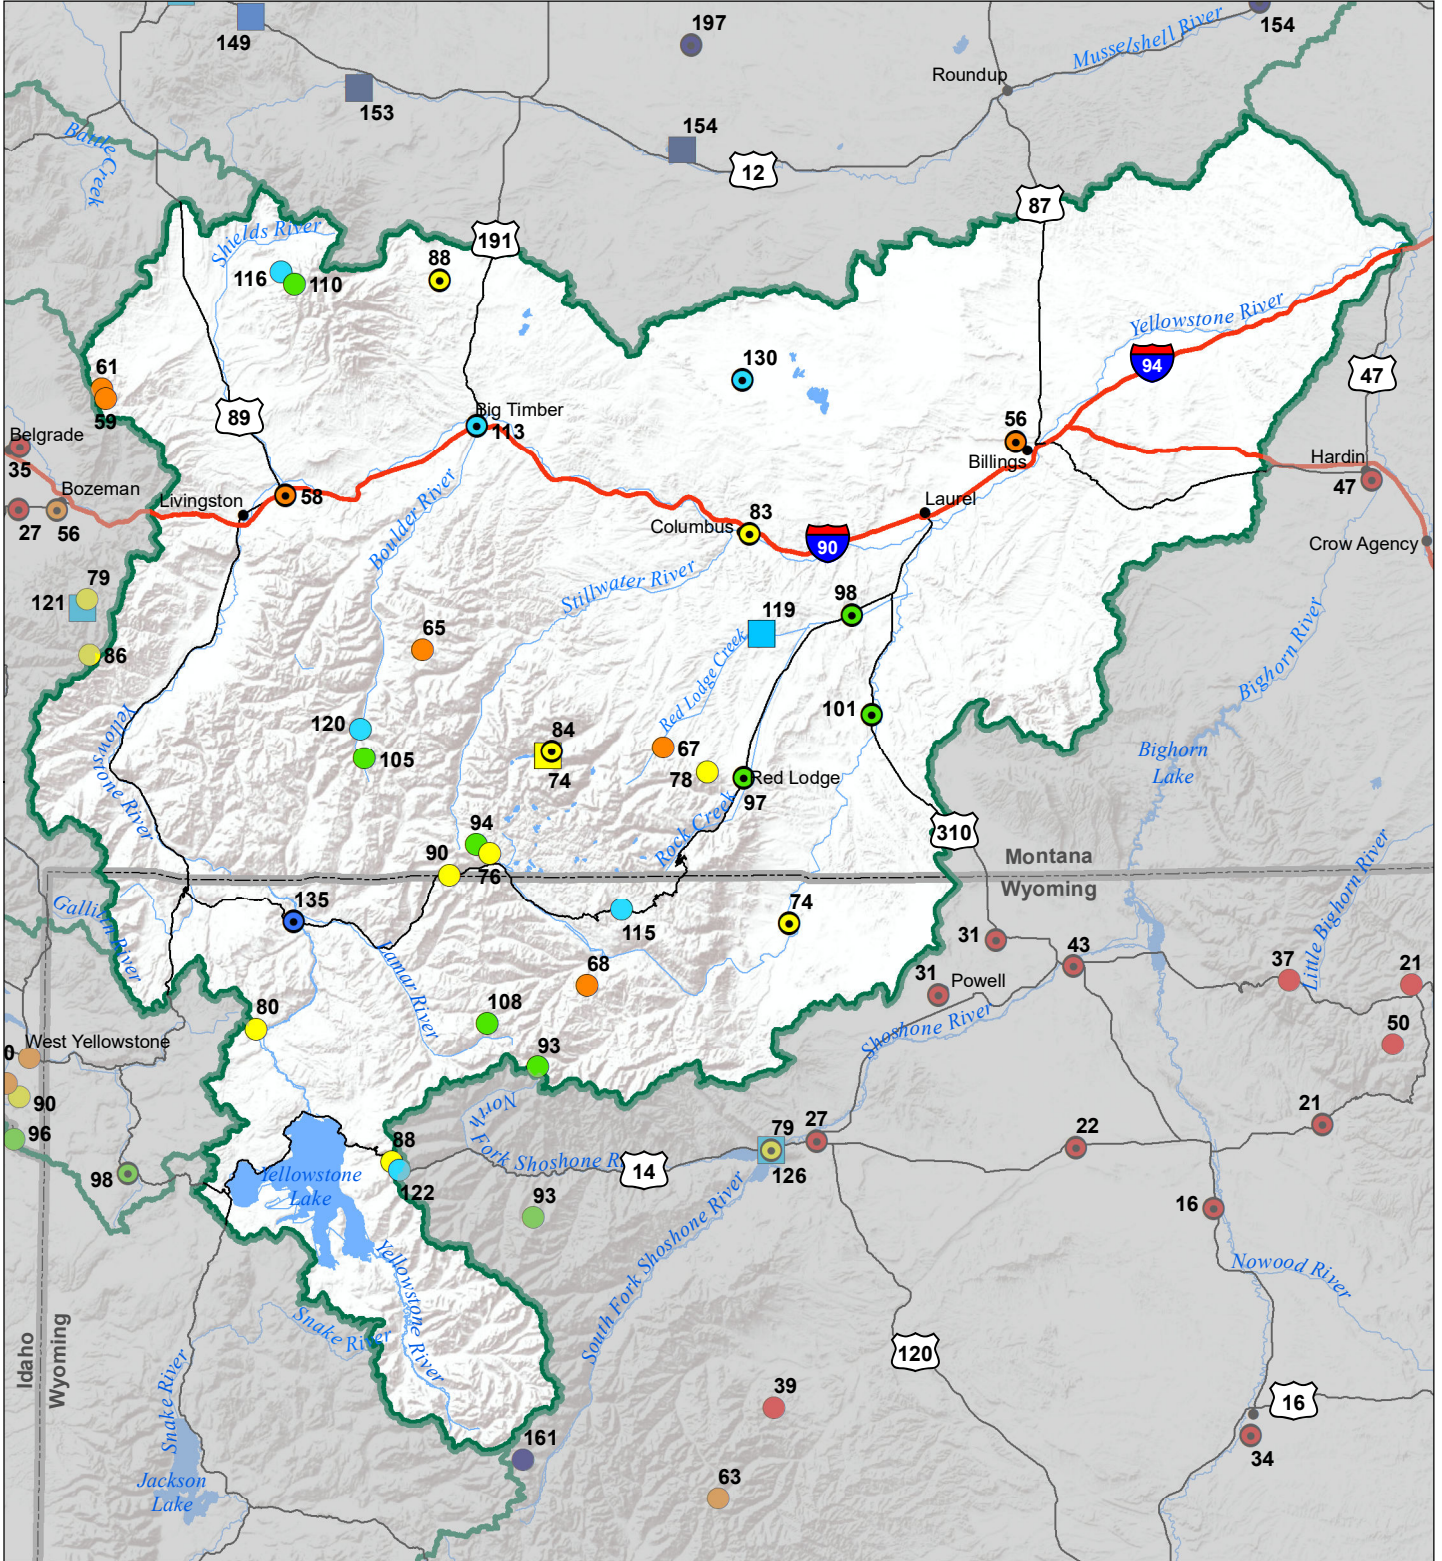 197
154
149
Musselshell River
Roundup
153
154
Battle
Creek
12
87
Shields River
191
88
116
110
Yellowstone River
130
94
61
47
59
89
Big Timber
113
56
Belgrade
35
Billings
Hardin
47
Bozeman
Livingston
58
Laurel
27
56
Boulder River
Columbus
83
90
Crow Agency
Stillwater River
79
121
98
119
65
86
Red Lodge Creek
Bighorn River
Yellowstone River
120
101
84
67
Bighorn
Lake
105
74
78
Red Lodge
97
Rock Creek
94
310
90
76
Montana
Wyoming
Little Bighorn River
135
74
Gallitin River
115
31
43
Lamar River
68
31
Powell
37
21
80
108
Shoshone River
50
0
West Yellowstone
93
90
North
Fork Shoshone R
96
88
79
27
22
21
98
Yellowstone
Lake
122
14
126
93
16
South Fork Shoshone River
Yellowstone River
Nowood River
Snake River
Idaho
Wyoming
120
Snake River
39
16
161
34
Jackson
Lake
63